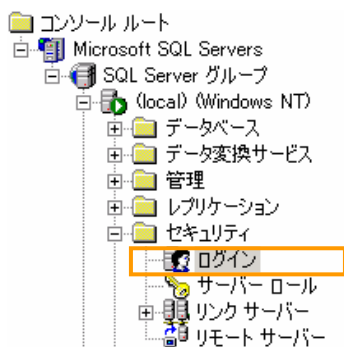 コンソール ルート
Microsoft SQL Servers
SQL Server グループ
(local) (Windows NT)
データベース
データ変換サービス
管理
レプリケーション
セキュリティ
ログイン
サーバー ロール
リンク サーバー
リモート サーバー